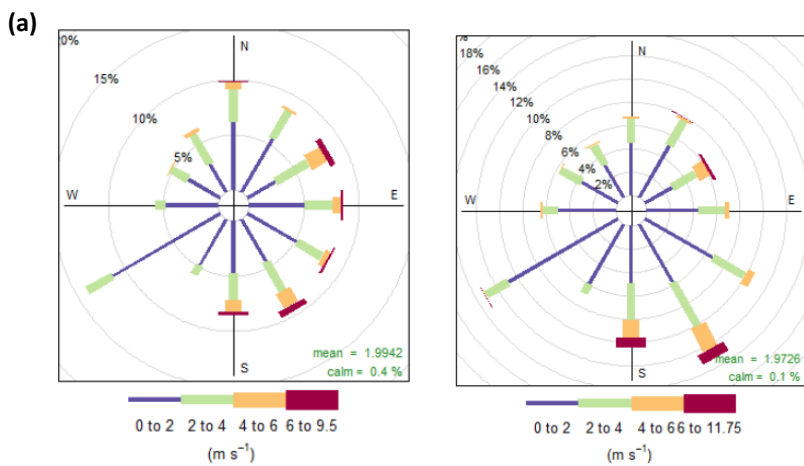 (a)
20%
15%
10%
5%
N
W
E
S
mean = 1.9942
calm = 0.4 %
0 to 2 2 to 4 4 to 6 6 to 9.5
(m s⁻¹)
%
18%
16%
14%
12%
10%
8%
6%
4%
2%
N
W
E
S
mean = 1.9726
calm = 0.1 %
0 to 2 2 to 4 4 to 6 6 to 11.75
(m s⁻¹)